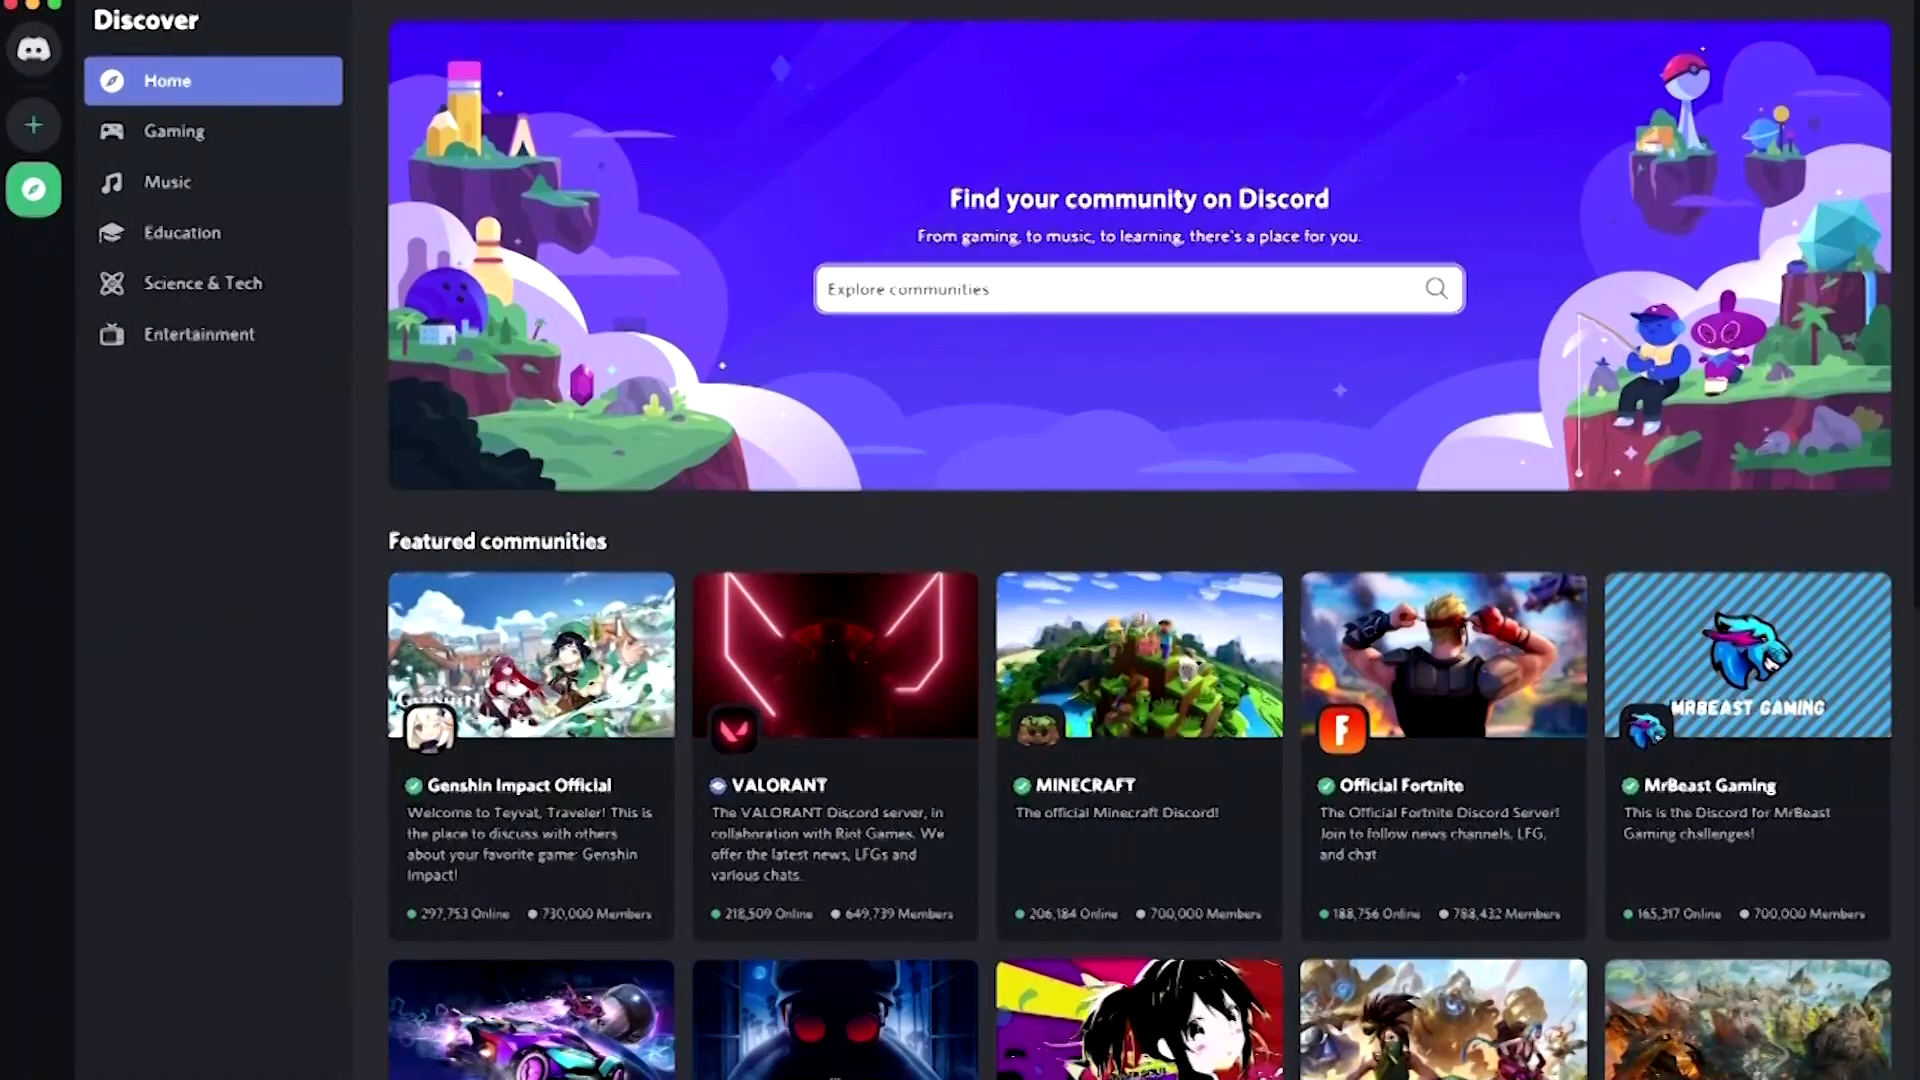 Discover
Home
Gaming
Music
Education
Science & Tech
Entertainment
Find your community on Discord
From gaming, to music, to learning, there's a place for you.
Explore communities
Featured communities
MRBEAST GAMING
Genshin Impact Official
Welcome to Teyvat, Traveler! This is
the place to discuss with others
about your favorite game: Genshin
Impact!
297,753 Online 730,000 Members
VALORANT
The VALORANT Discord server, in
collaboration with Riot Games. We
offer the latest news, LFGs and
various chats.
218,509 Online 649,739 Members
MINECRAFT
The official Minecraft Discord!
206,184 Online 700,000 Members
Official Fortnite
The Official Fortnite Discord Server!
Join to follow news channels, LFG,
and chat
188,756 Online 788,432 Members
MrBeast Gaming
This is the Discord for MrBeast
Gaming challenges!
165,317 Online 700,000 Members